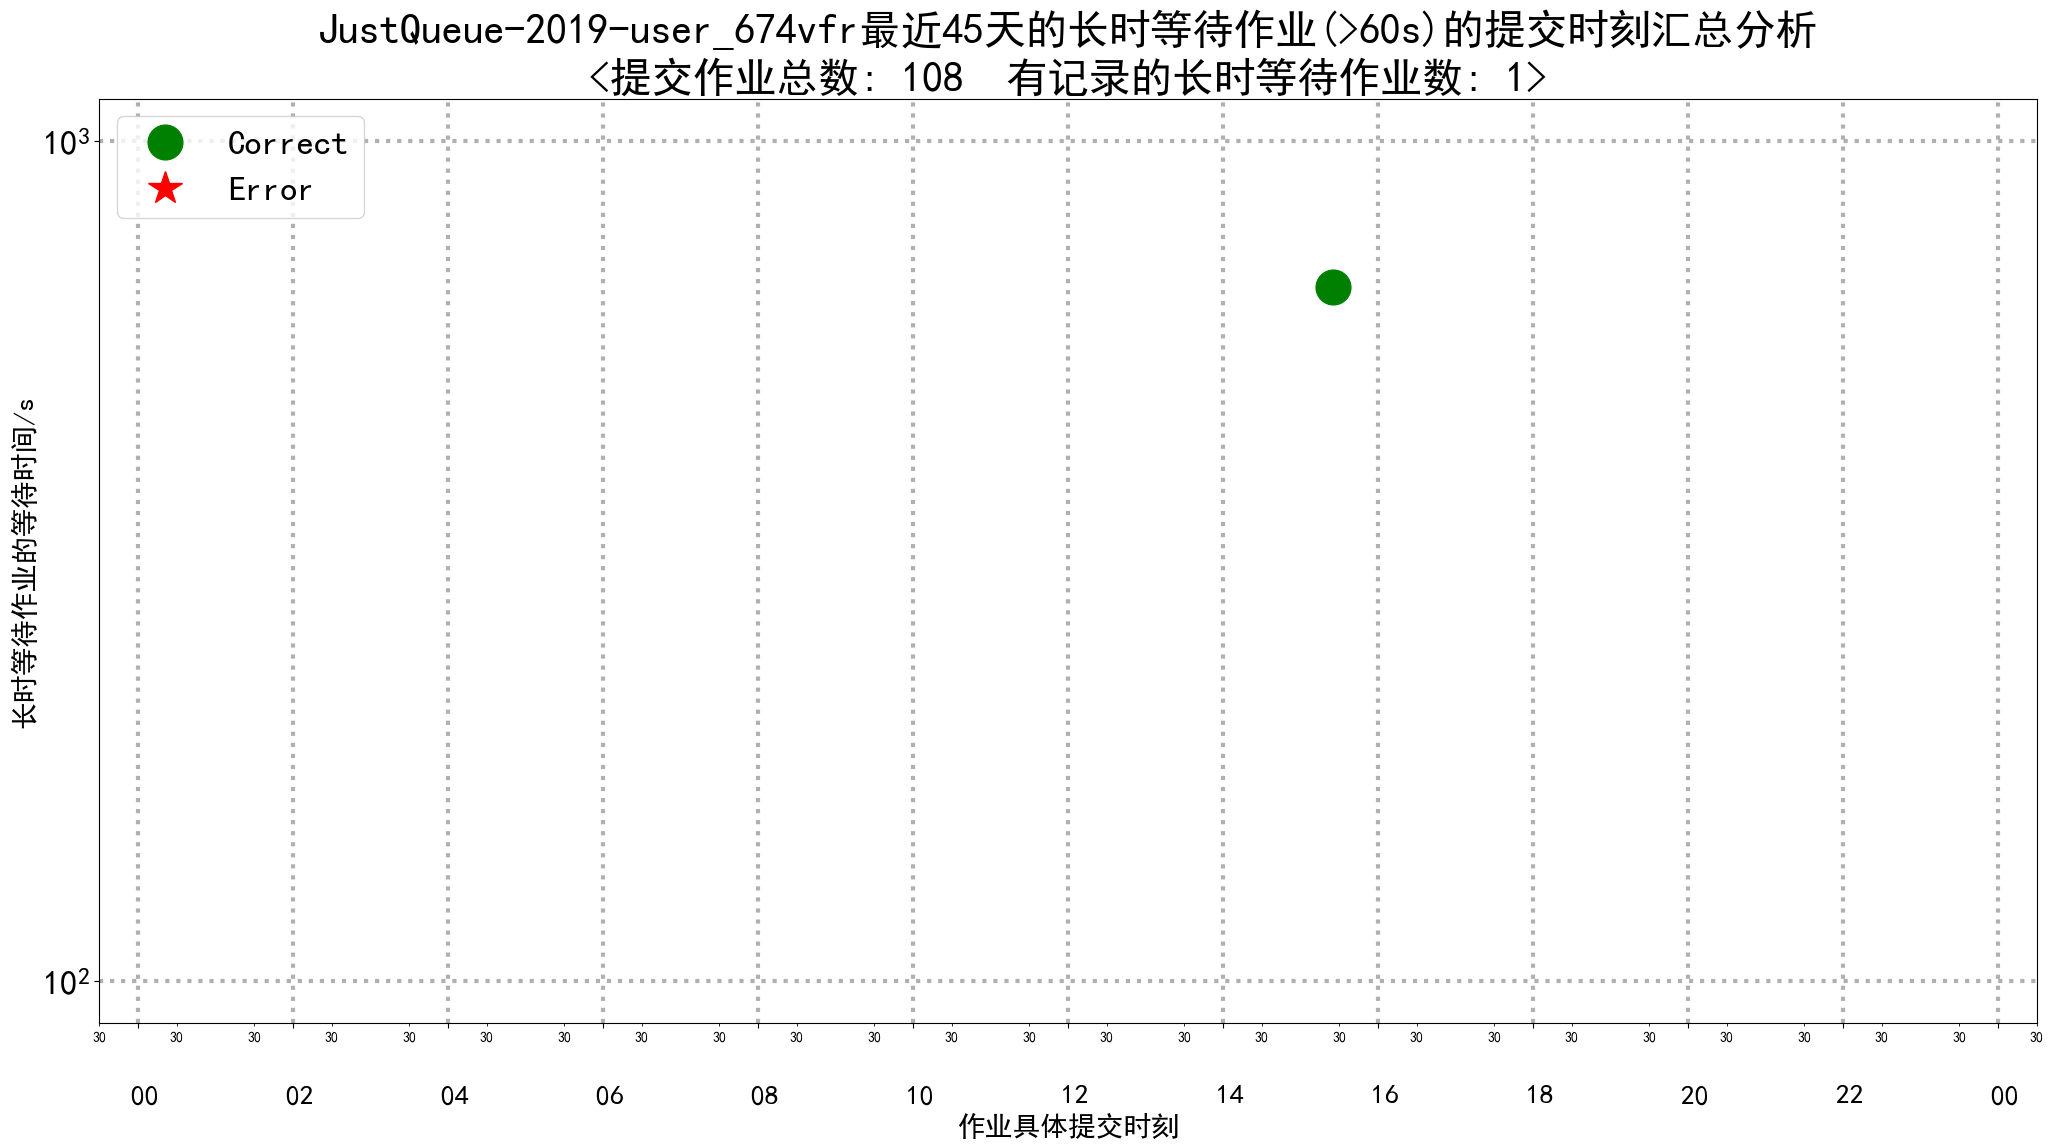 JustQueue-2019-user_674vfr最近45天的长时等待作业(>60s)的提交时刻汇总分析
<提交作业总数: 108  有记录的长时等待作业数: 1>
Correct
Error
10³
10²
长时等待作业的等待时间/s
30 30 30 30 30 30 30 30 30 30 30 30 30 30 30 30 30 30 30 30 30 30 30 30 30 30
00 02 04 06 08 10 12 14 16 18 20 22 00
作业具体提交时刻